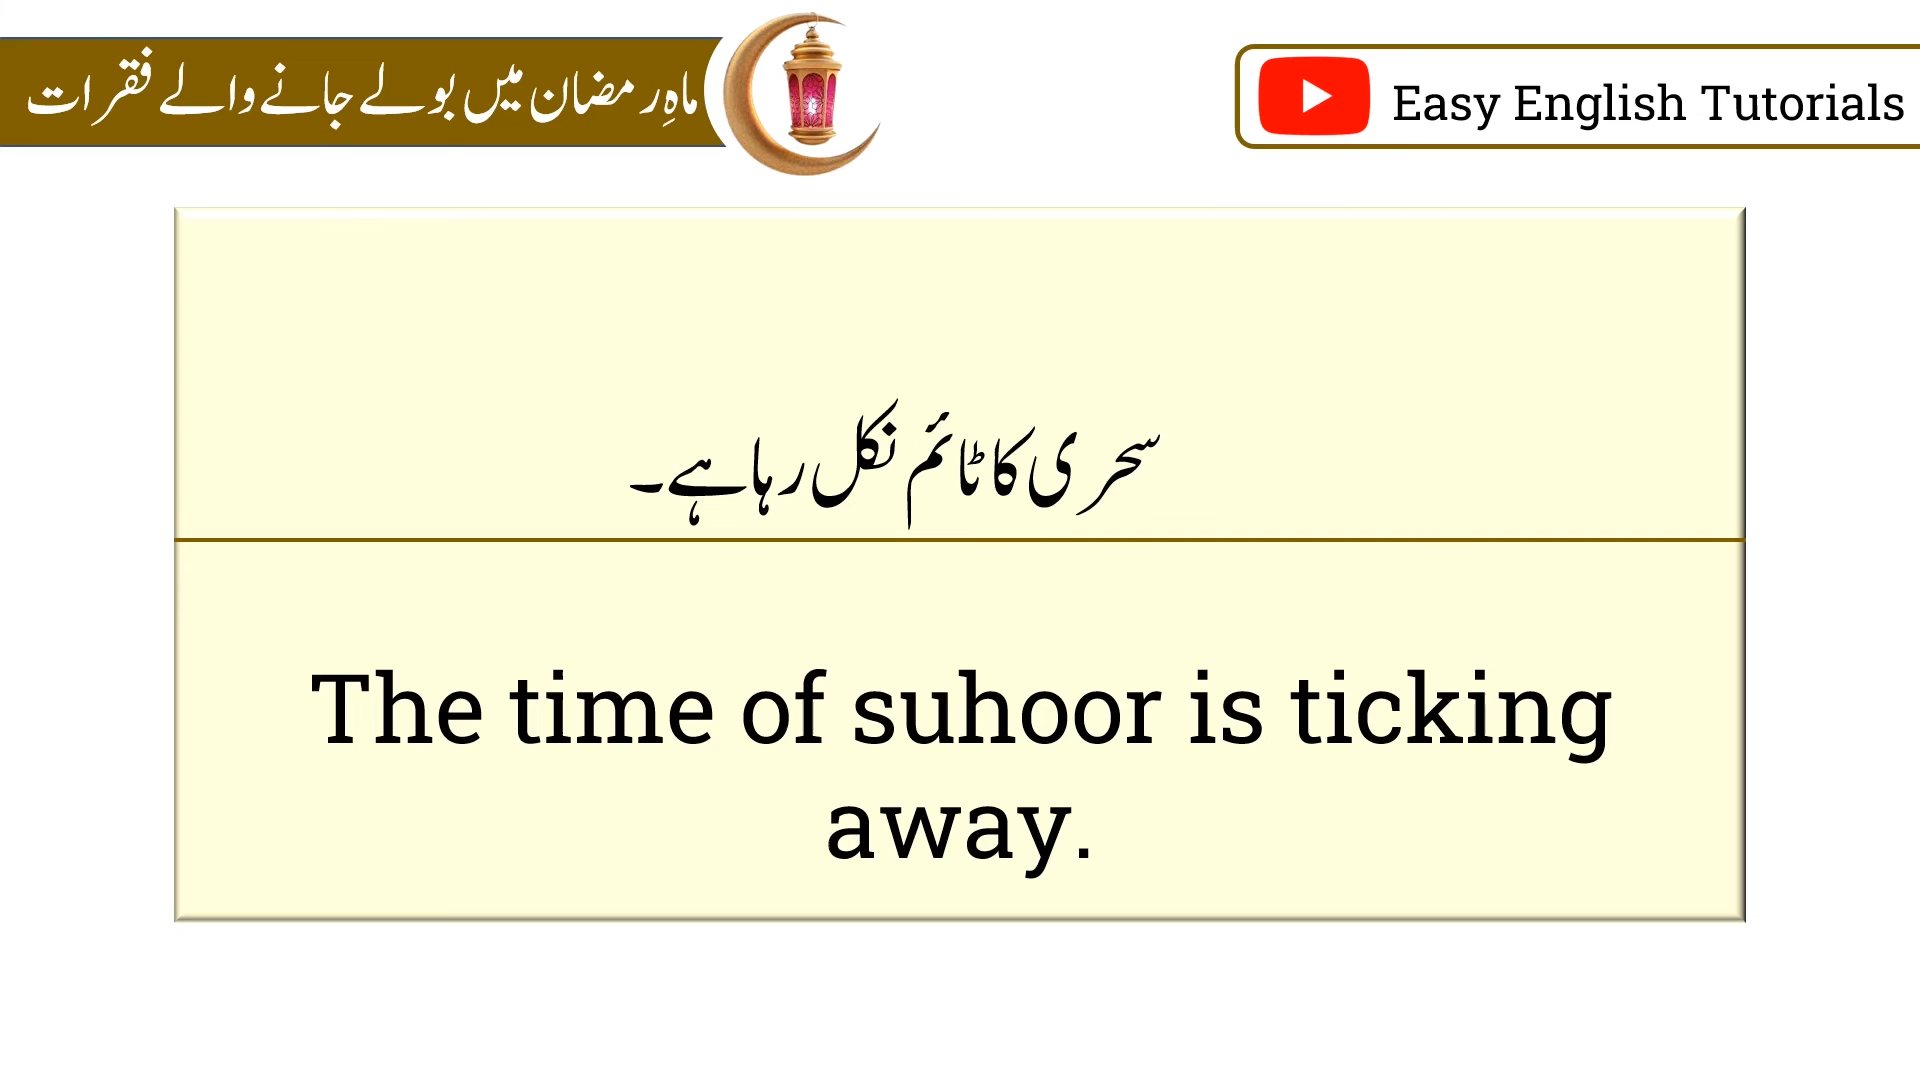 ماہِ رمضان میں بولے جانے والے فقرات
Easy English Tutorials
سحری کا ٹائم نکل رہا ہے۔
The time of suhoor is ticking
away.